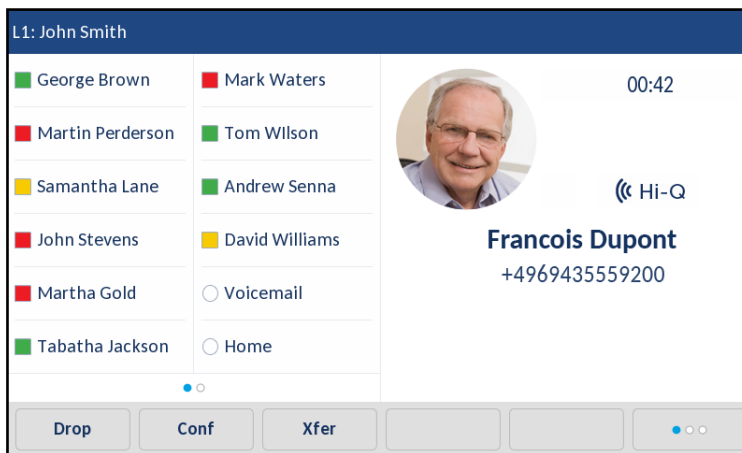 L1: John Smith
George Brown
Mark Waters
Martin Perderson
Tom WIlson
Samantha Lane
Andrew Senna
John Stevens
David Williams
Martha Gold
Voicemail
Tabatha Jackson
Home
00:42
Hi-Q
Francois Dupont
+4969435559200
Drop
Conf
Xfer